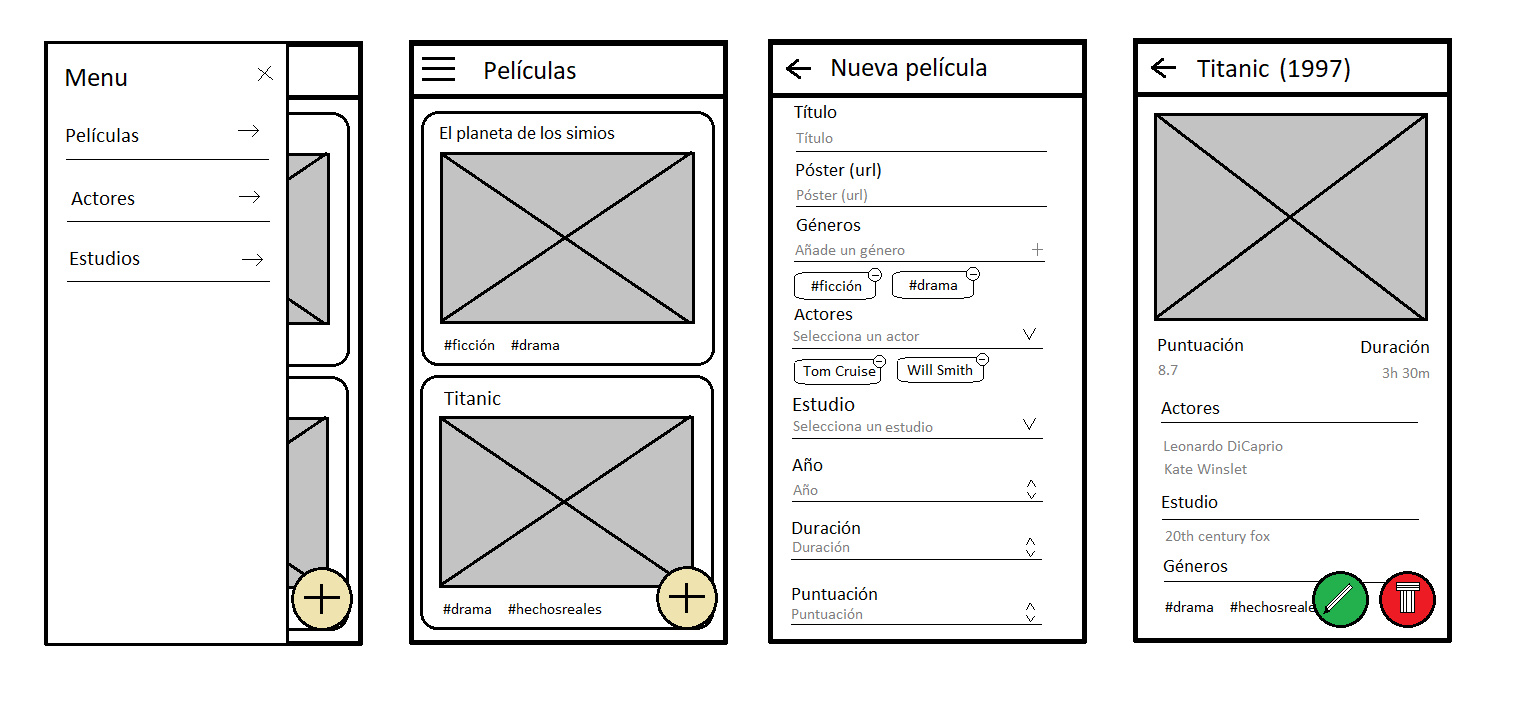 Menu
Películas
Actores
Estudios
Películas
El planeta de los simios
#ficción #drama
Titanic
#drama #hechosreales
Nueva película
Título
Título
Póster (url)
Póster (url)
Géneros
Añade un género
#ficción #drama
Actores
Selecciona un actor
Tom Cruise Will Smith
Estudio
Selecciona un estudio
Año
Año
Duración
Duración
Puntuación
Puntuación
Titanic (1997)
Puntuación Duración
8.7 3h 30m
Actores
Leonardo DiCaprio
Kate Winslet
Estudio
20th century fox
Géneros
#drama #hechosreale